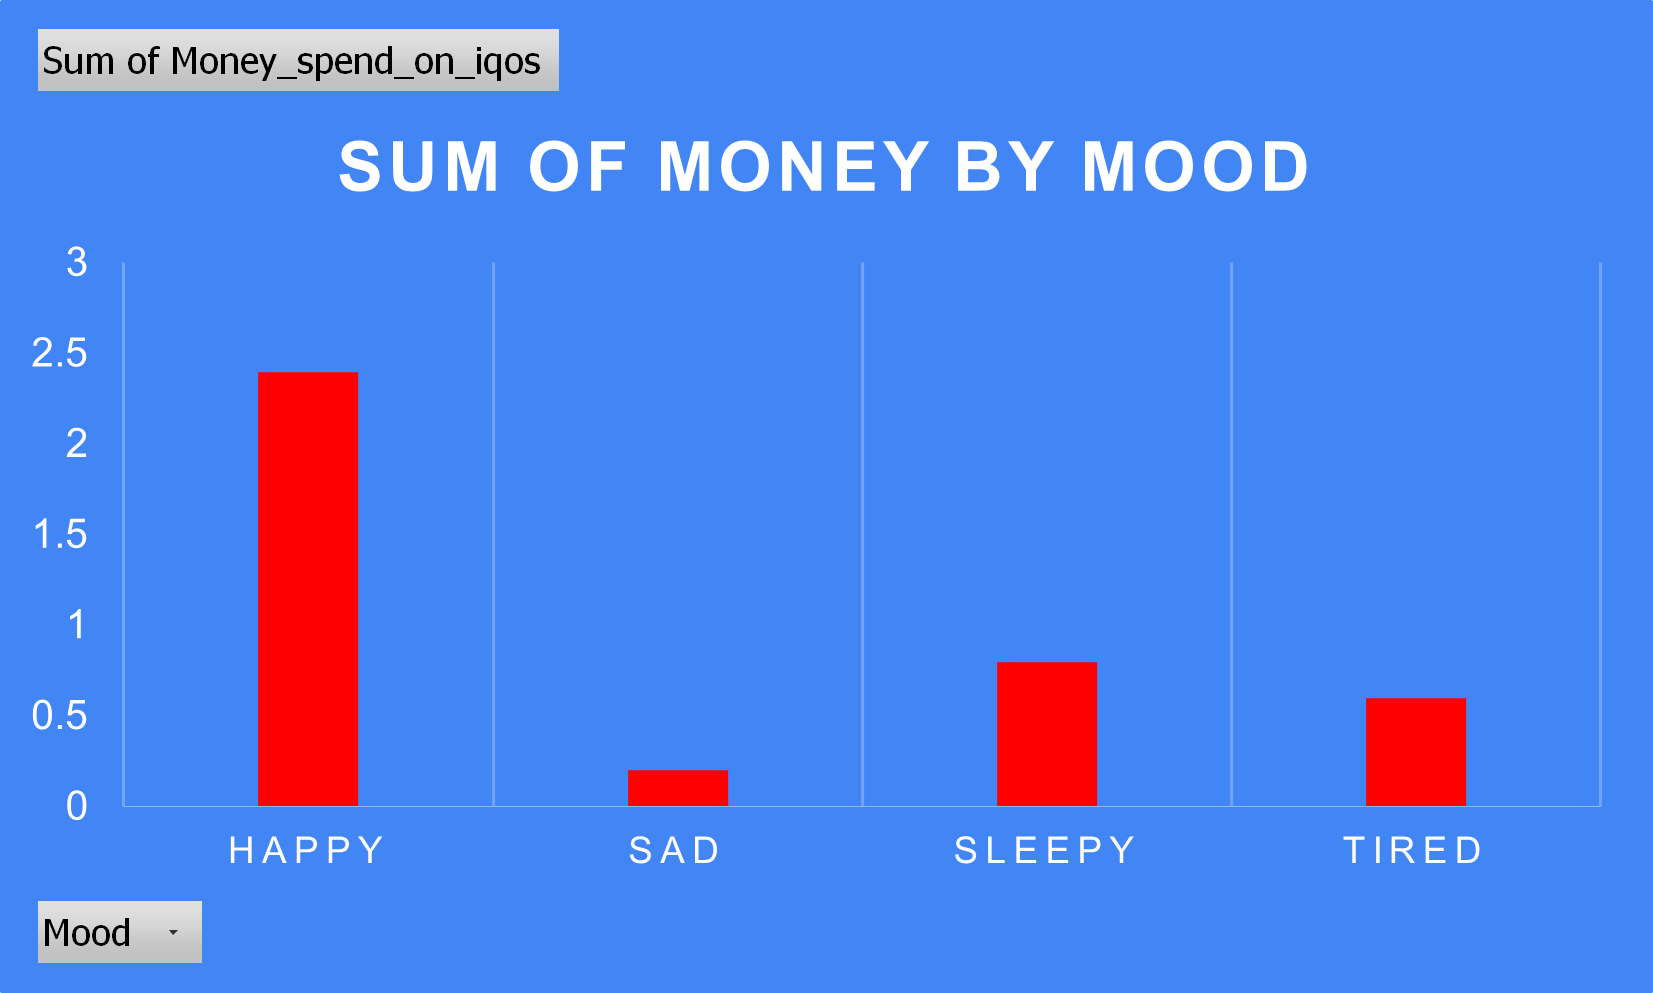 Sum of Money_spend_on_iqos
SUM OF MONEY BY MOOD
3
2.5
2
1.5
1
0.5
0
HAPPY SAD SLEEPY TIRED
Mood